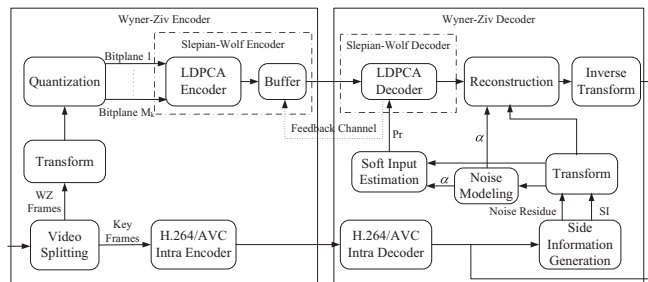 Wyner-Ziv Encoder
Wyner-Ziv Decoder
Bitplane 1
Slepian-Wolf Encoder
Slepian-Wolf Decoder
Quantization
LDPCA
Encoder
Buffer
LDPCA
Decoder
Reconstruction
Inverse
Transform
Bitplane Mk
Feedback Channel
Pr
α
Transform
Soft Input
Estimation
α
Noise
Modeling
Transform
WZ
Frames
Noise Residue
SI
Video
Splitting
Key
Frames
H.264/AVC
Intra Encoder
H.264/AVC
Intra Decoder
Side
Information
Generation